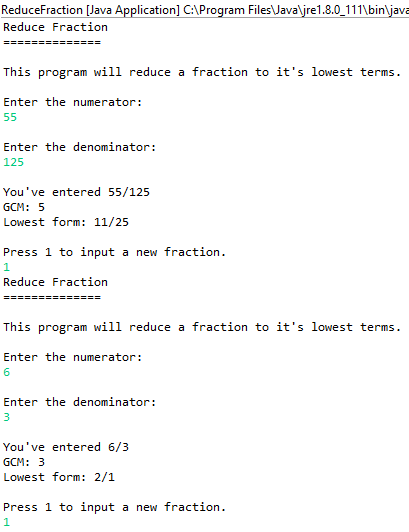 ReduceFraction [Java Application] C:\Program Files\Java\jre1.8.0_111\bin\java
Reduce Fraction
==============
This program will reduce a fraction to it's lowest terms.
Enter the numerator:
55
Enter the denominator:
125
You've entered 55/125
GCM: 5
Lowest form: 11/25
Press 1 to input a new fraction.
1
Reduce Fraction
==============
This program will reduce a fraction to it's lowest terms.
Enter the numerator:
6
Enter the denominator:
3
You've entered 6/3
GCM: 3
Lowest form: 2/1
Press 1 to input a new fraction.
1